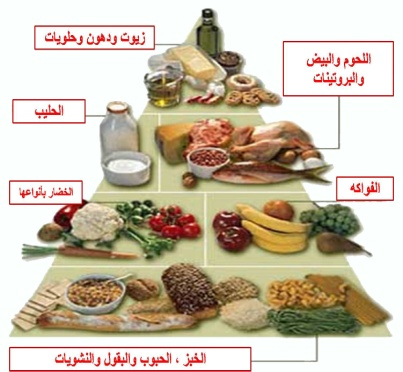 زيوت ودهون وحلويات
اللحوم والبيض
والبروتينات
الحليب
الفواكه
الخضار بأنواعها
الخبز ، الحبوب والبقول والنشويات